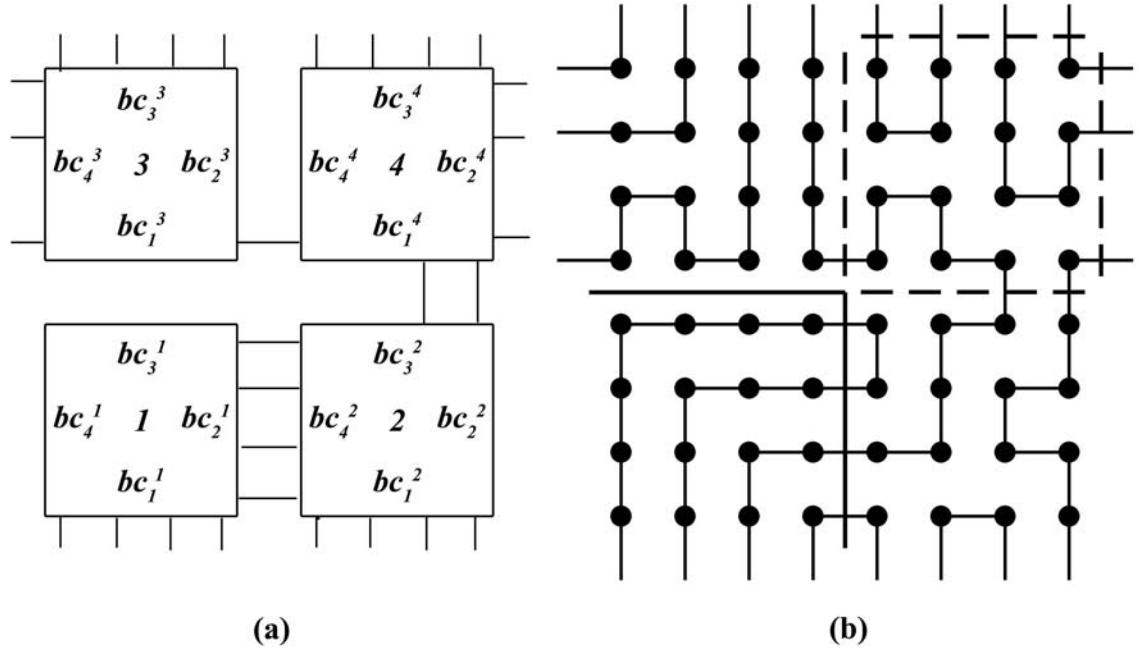 bc₃³ bc₃⁴
bc₄³ 3 bc₂³ bc₄⁴ 4 bc₂⁴
bc₁³ bc₁⁴
bc₃¹ bc₃²
bc₄¹ 1 bc₂¹ bc₄² 2 bc₂²
bc₁¹ bc₁²
(a) (b)